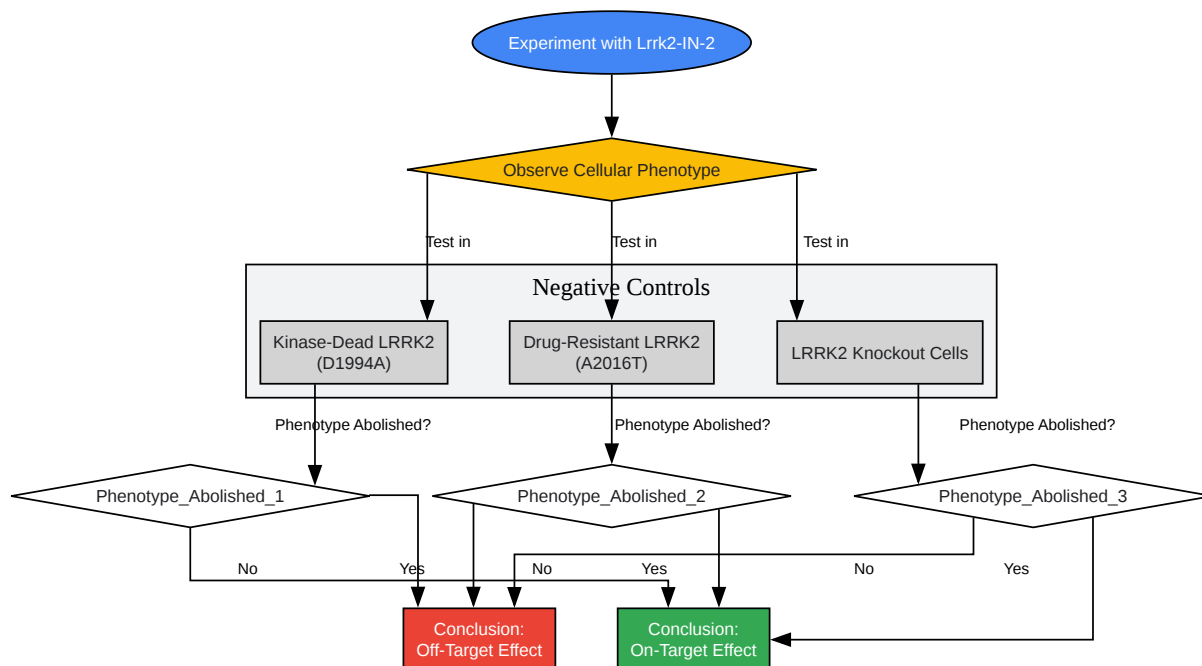 Experiment with Lrrk2-IN-2
Observe Cellular Phenotype
Test in
Test in
Test in
Negative Controls
Kinase-Dead LRRK2
(D1994A)
Drug-Resistant LRRK2
(A2016T)
LRRK2 Knockout Cells
Phenotype Abolished?
Phenotype Abolished?
Phenotype Abolished?
Phenotype_Abolished_1
Phenotype_Abolished_2
Phenotype_Abolished_3
No
Yes
No
Yes
No
Yes
Conclusion:
Off-Target Effect
Conclusion:
On-Target Effect